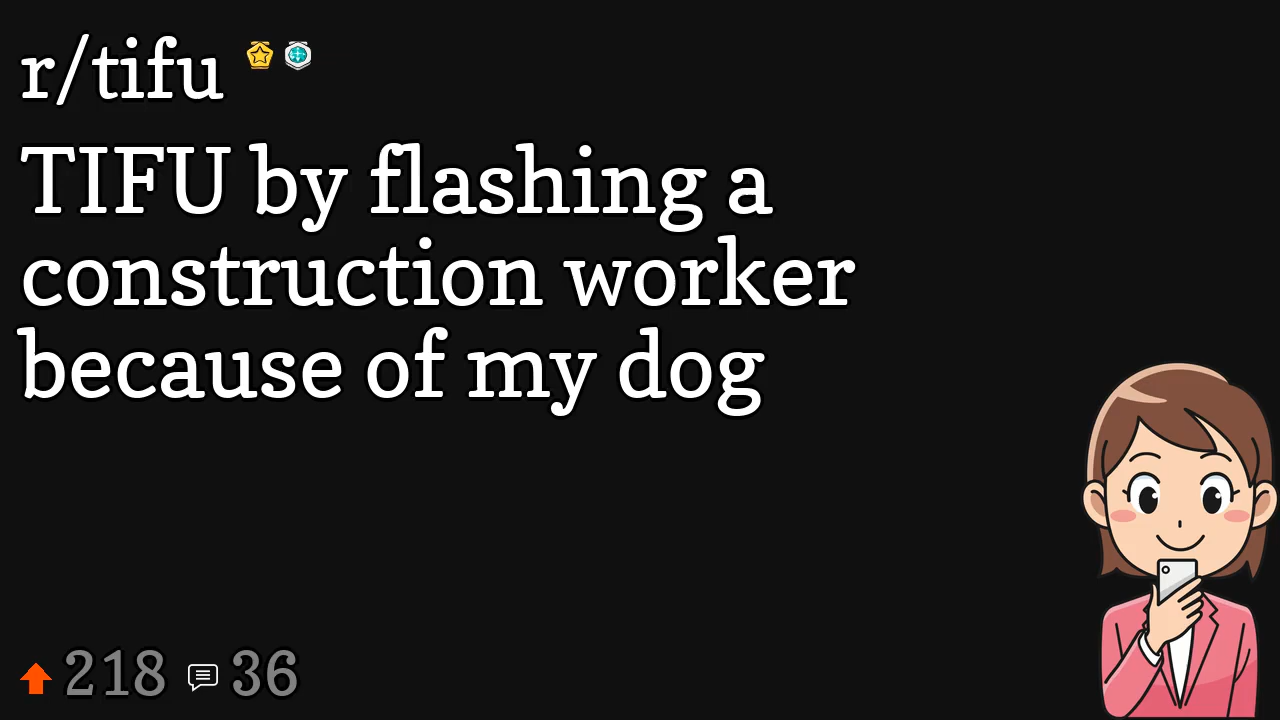 r/tifu
TIFU by flashing a
construction worker
because of my dog
218 36